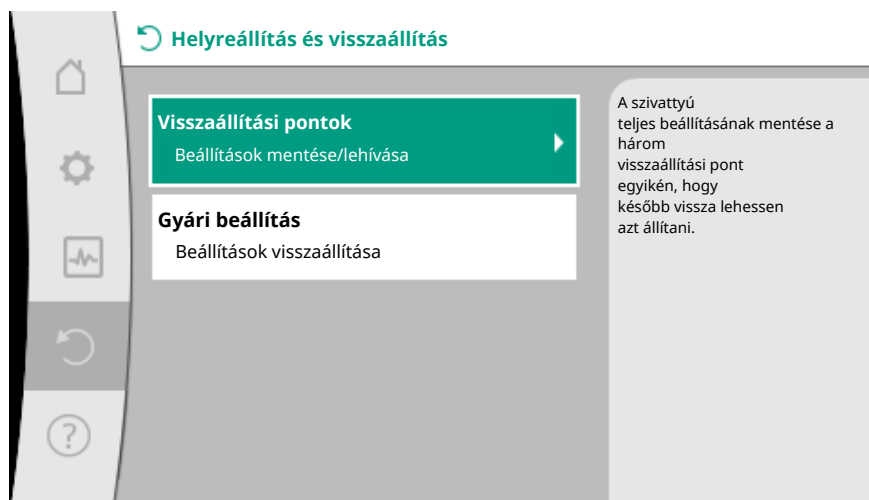 Helyreállítás és visszaállítás
Visszaállítási pontok
Beállítások mentése/lehívása
Gyári beállítás
Beállítások visszaállítása
A szivattyú
teljes beállításának mentése a
három
visszaállítási pont
egyikén, hogy
később vissza lehessen
azt állítani.
?